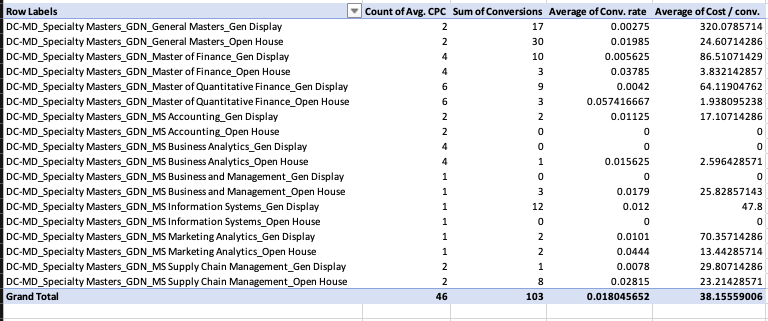 Row Labels Count of Avg. CPC Sum of Conversions Average of Conv. rate Average of Cost / conv.
DC-MD_Specialty Masters_GDN_General Masters_Gen Display 2 17 0.00275 320.0785714
DC-MD_Specialty Masters_GDN_General Masters_Open House 2 30 0.01985 24.60714286
DC-MD_Specialty Masters_GDN_Master of Finance_Gen Display 4 10 0.005625 86.51071429
DC-MD_Specialty Masters_GDN_Master of Finance_Open House 4 3 0.03785 3.832142857
DC-MD_Specialty Masters_GDN_Master of Quantitative Finance_Gen Display 6 9 0.0042 64.11904762
DC-MD_Specialty Masters_GDN_Master of Quantitative Finance_Open House 6 3 0.057416667 1.938095238
DC-MD_Specialty Masters_GDN_MS Accounting_Gen Display 2 2 0.01125 17.10714286
DC-MD_Specialty Masters_GDN_MS Accounting_Open House 2 0 0 0
DC-MD_Specialty Masters_GDN_MS Business Analytics_Gen Display 4 0 0 0
DC-MD_Specialty Masters_GDN_MS Business Analytics_Open House 4 1 0.015625 2.596428571
DC-MD_Specialty Masters_GDN_MS Business and Management_Gen Display 1 0 0 0
DC-MD_Specialty Masters_GDN_MS Business and Management_Open House 1 3 0.0179 25.82857143
DC-MD_Specialty Masters_GDN_MS Information Systems_Gen Display 1 12 0.012 47.8
DC-MD_Specialty Masters_GDN_MS Information Systems_Open House 1 0 0 0
DC-MD_Specialty Masters_GDN_MS Marketing Analytics_Gen Display 1 2 0.0101 70.35714286
DC-MD_Specialty Masters_GDN_MS Marketing Analytics_Open House 1 2 0.0444 13.44285714
DC-MD_Specialty Masters_GDN_MS Supply Chain Management_Gen Display 2 1 0.0078 29.80714286
DC-MD_Specialty Masters_GDN_MS Supply Chain Management_Open House 2 8 0.02815 23.21428571
Grand Total 46 103 0.018045652 38.15559006